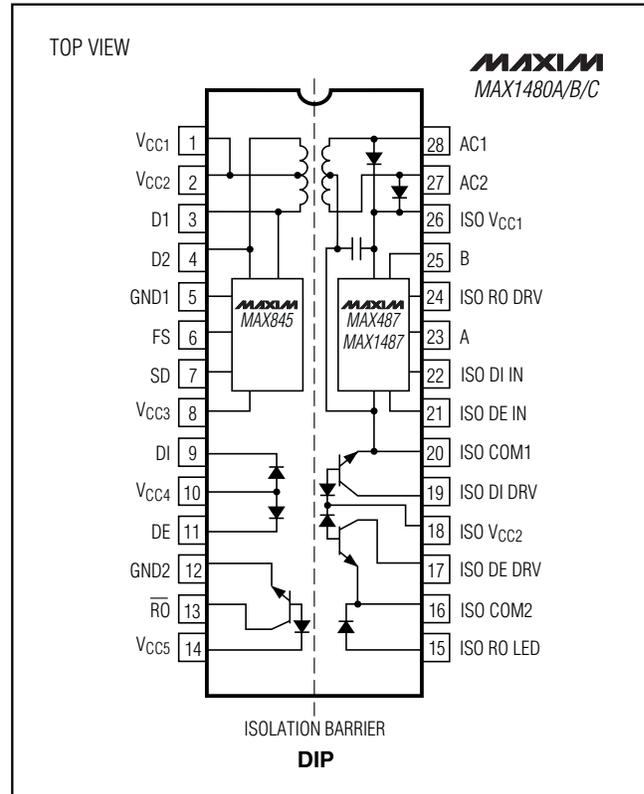 TOP VIEW
MAXIM
MAX1480A/B/C
VCC1 1
VCC2 2
D1 3
D2 4
GND1 5
FS 6
SD 7
VCC3 8
DI 9
VCC4 10
DE 11
GND2 12
R̅O̅ 13
VCC5 14
MAXIM
MAX845
MAXIM
MAX487
MAX1487
28 AC1
27 AC2
26 ISO VCC1
25 B
24 ISO RO DRV
23 A
22 ISO DI IN
21 ISO DE IN
20 ISO COM1
19 ISO DI DRV
18 ISO VCC2
17 ISO DE DRV
16 ISO COM2
15 ISO RO LED
ISOLATION BARRIER
DIP